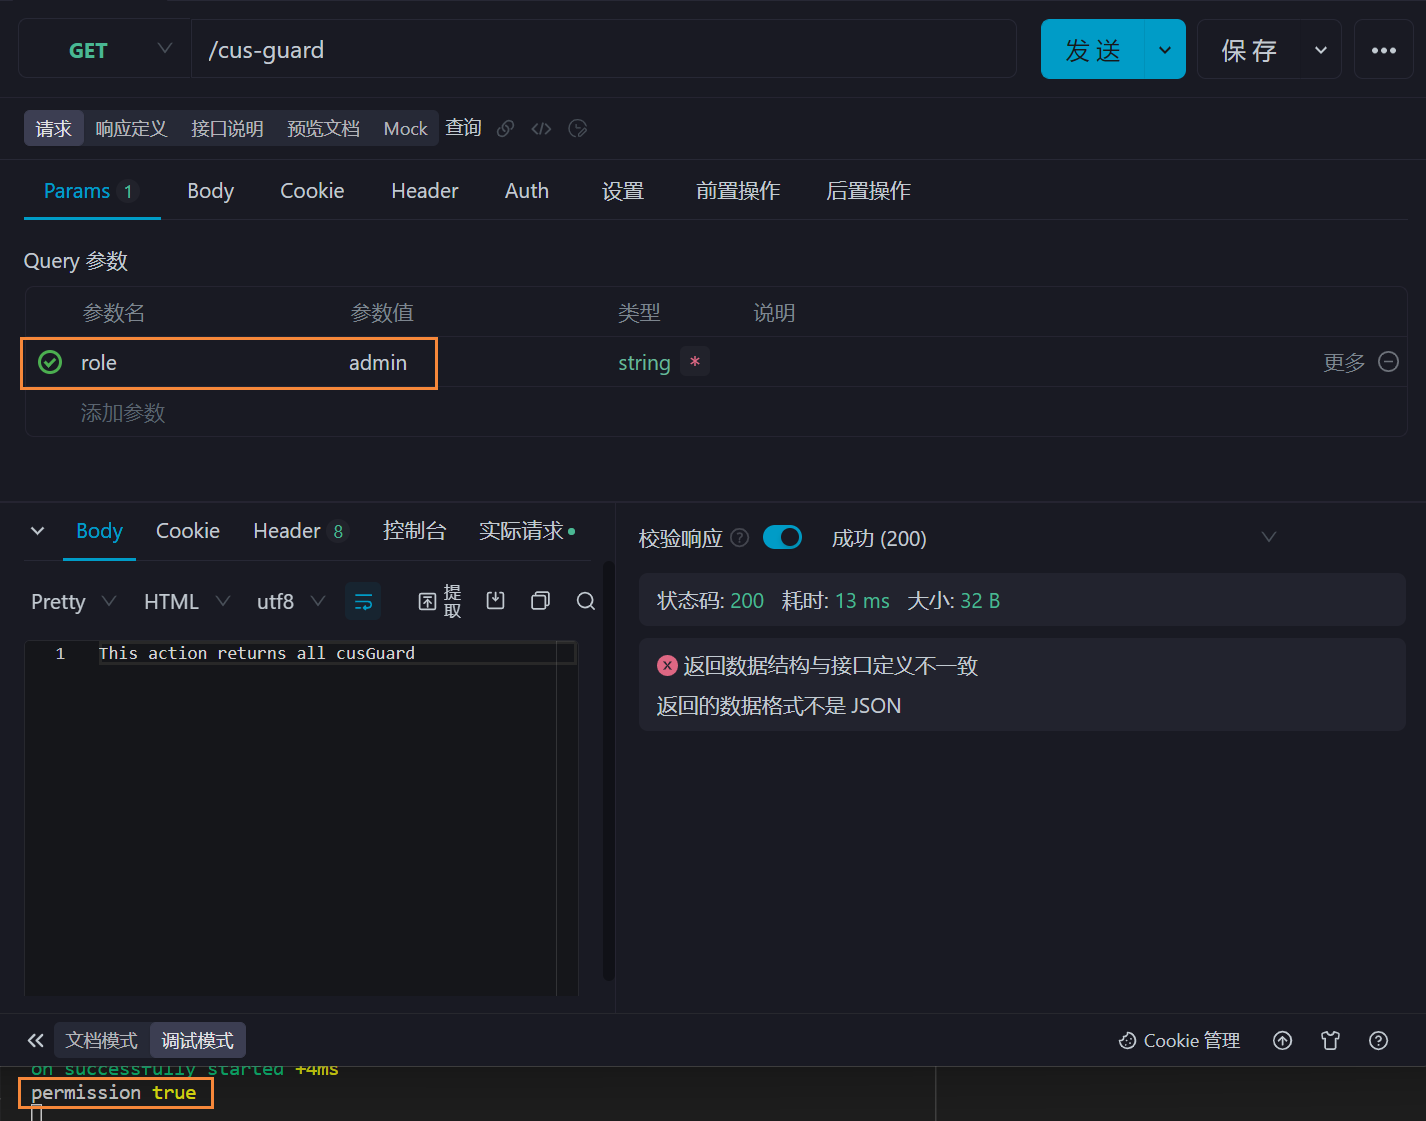 GET /cus-guard 发 送 保 存
请求 响应定义 接口说明 预览文档 Mock 查询
Params 1 Body Cookie Header Auth 设置 前置操作 后置操作
Query 参数
参数名 参数值 类型 说明
role admin string * 更多
添加参数
Body Cookie Header 8 控制台 实际请求
校验响应 ? 成功 (200)
Pretty HTML utf8 提取
状态码: 200 耗时: 13 ms 大小: 32 B
1 This action returns all cusGuard
返回数据结构与接口定义不一致
返回的数据格式不是 JSON
文档模式 调试模式 Cookie 管理
on successfully started +4ms
permission true